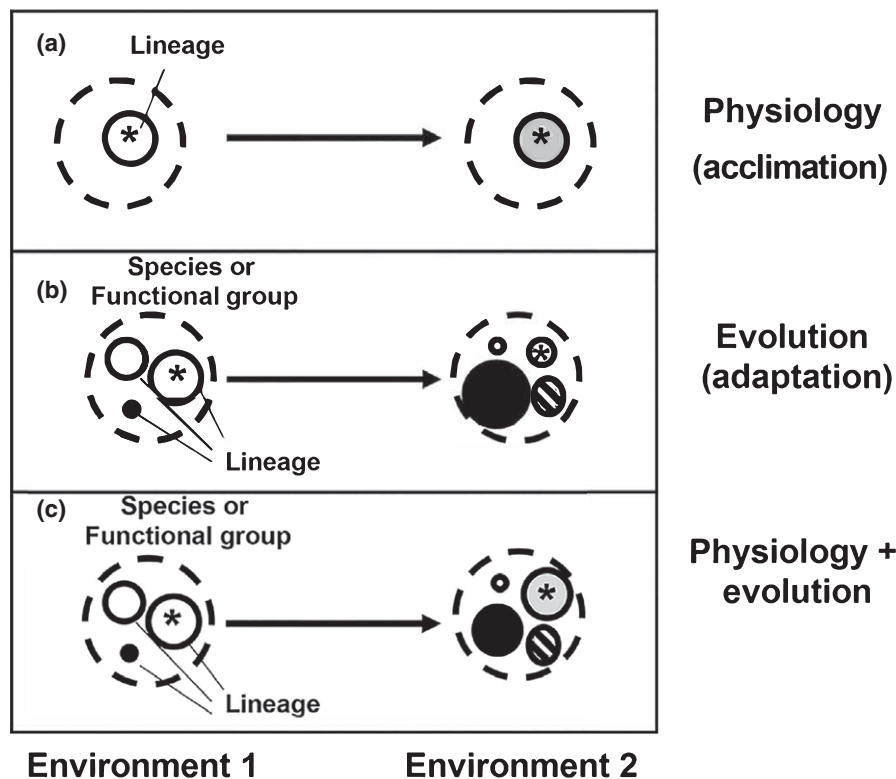 (a)
Lineage
*
*
Physiology
(acclimation)
(b)
Species or
Functional group
*
*
Lineage
Evolution
(adaptation)
(c)
Species or
Functional group
*
*
Lineage
Physiology +
evolution
Environment 1
Environment 2